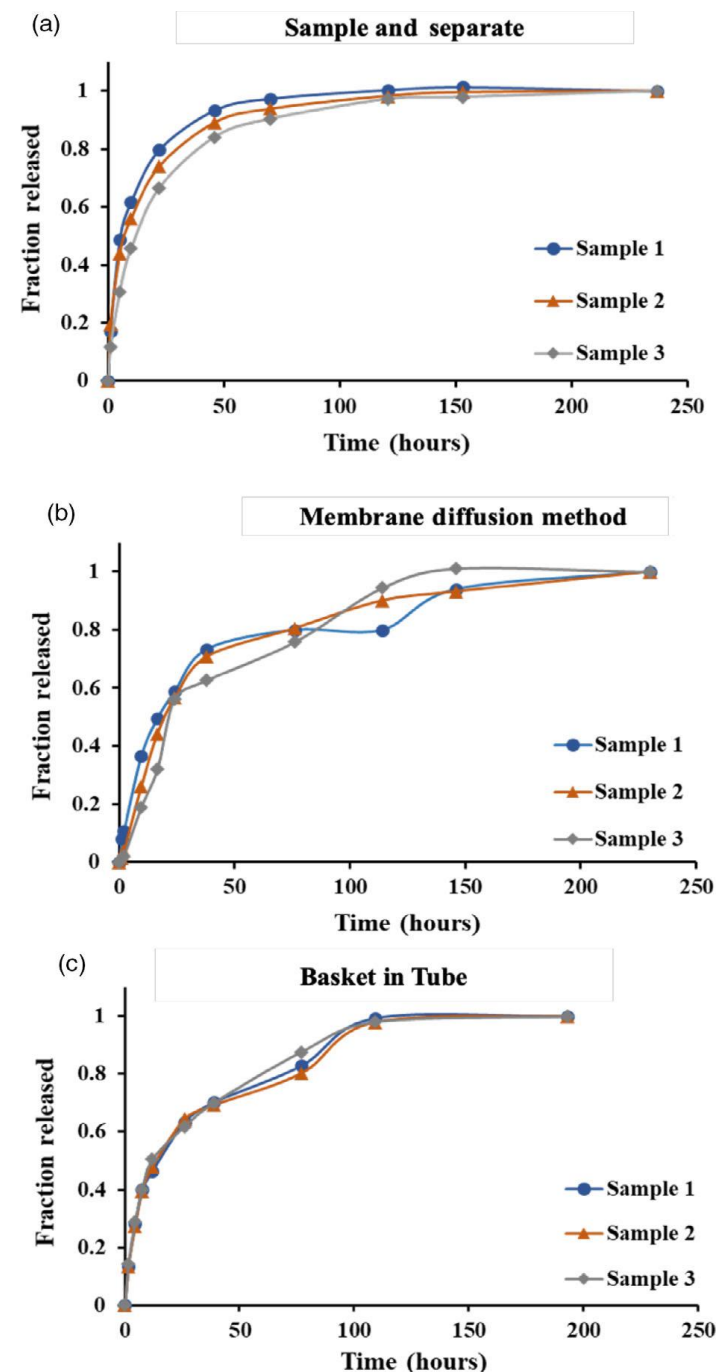 (a)
Sample and separate
Fraction released
1
0.8
0.6
0.4
0.2
0
Sample 1
Sample 2
Sample 3
0 50 100 150 200 250
Time (hours)
(b)
Membrane diffusion method
Fraction released
1
0.8
0.6
0.4
0.2
0
Sample 1
Sample 2
Sample 3
0 50 100 150 200 250
Time (hours)
(c)
Basket in Tube
Fraction released
1
0.8
0.6
0.4
0.2
0
Sample 1
Sample 2
Sample 3
0 50 100 150 200 250
Time (hours)